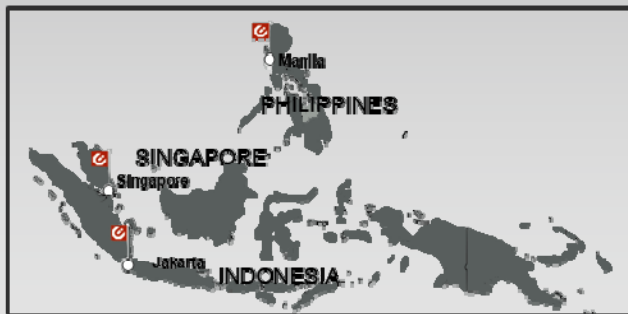 Manila
PHILIPPINES
SINGAPORE
Singapore
Jakarta
INDONESIA